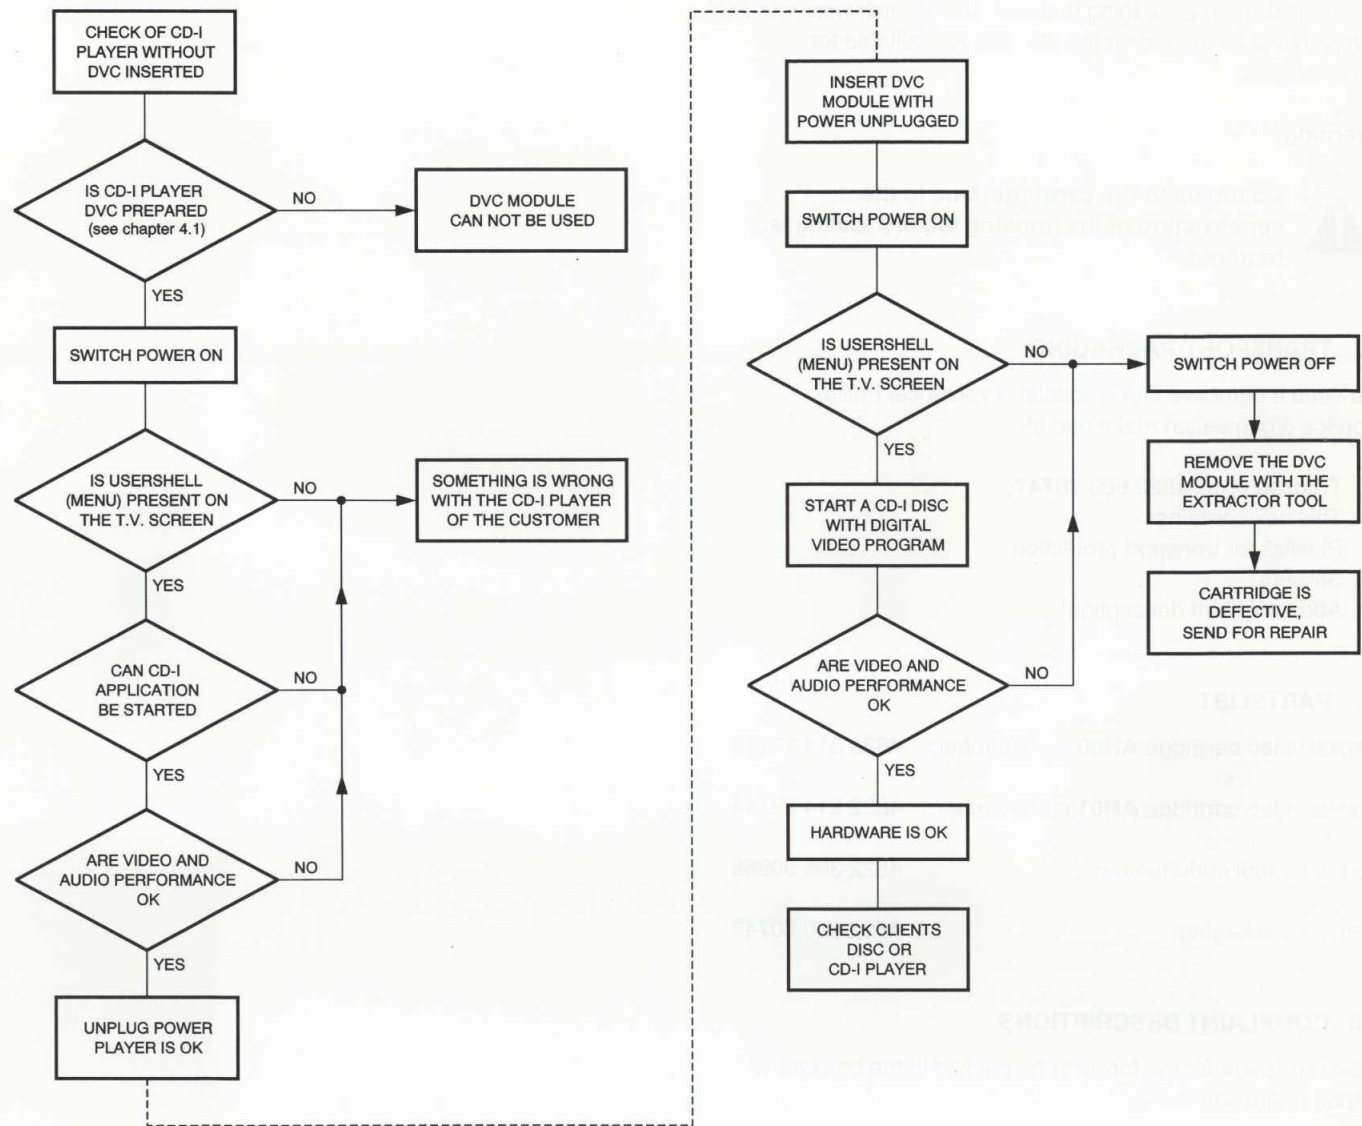 CHECK OF CD-I
PLAYER WITHOUT
DVC INSERTED
IS CD-I PLAYER
DVC PREPARED
(see chapter 4.1)
NO
DVC MODULE
CAN NOT BE USED
YES
SWITCH POWER ON
IS USERSHELL
(MENU) PRESENT ON
THE T.V. SCREEN
NO
SOMETHING IS WRONG
WITH THE CD-I PLAYER
OF THE CUSTOMER
YES
CAN CD-I
APPLICATION
BE STARTED
NO
YES
ARE VIDEO AND
AUDIO PERFORMANCE
OK
NO
YES
UNPLUG POWER
PLAYER IS OK
INSERT DVC
MODULE WITH
POWER UNPLUGGED
SWITCH POWER ON
IS USERSHELL
(MENU) PRESENT ON
THE T.V. SCREEN
NO
SWITCH POWER OFF
REMOVE THE DVC
MODULE WITH THE
EXTRACTOR TOOL
CARTRIDGE IS
DEFECTIVE,
SEND FOR REPAIR
YES
START A CD-I DISC
WITH DIGITAL
VIDEO PROGRAM
ARE VIDEO AND
AUDIO PERFORMANCE
OK
NO
YES
HARDWARE IS OK
CHECK CLIENTS
DISC OR
CD-I PLAYER
PARTSLIST
COMPLAINT DESCRIPTIONS.